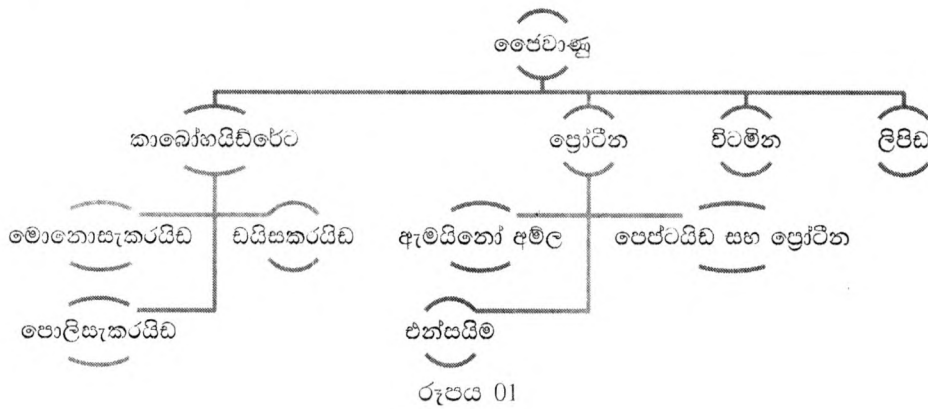 ජෛවාණු
කාබෝහයිඩ්රේට ප්‍රෝටීන විටමින ලිපිඩ
මොනොසැකරයිඩ ඩයිසකරයිඩ ඇමයිනෝ අම්ල පෙප්ටයිඩ සහ ප්‍රෝටීන
පොලිසැකරයිඩ එන්සයිම
රූපය 01